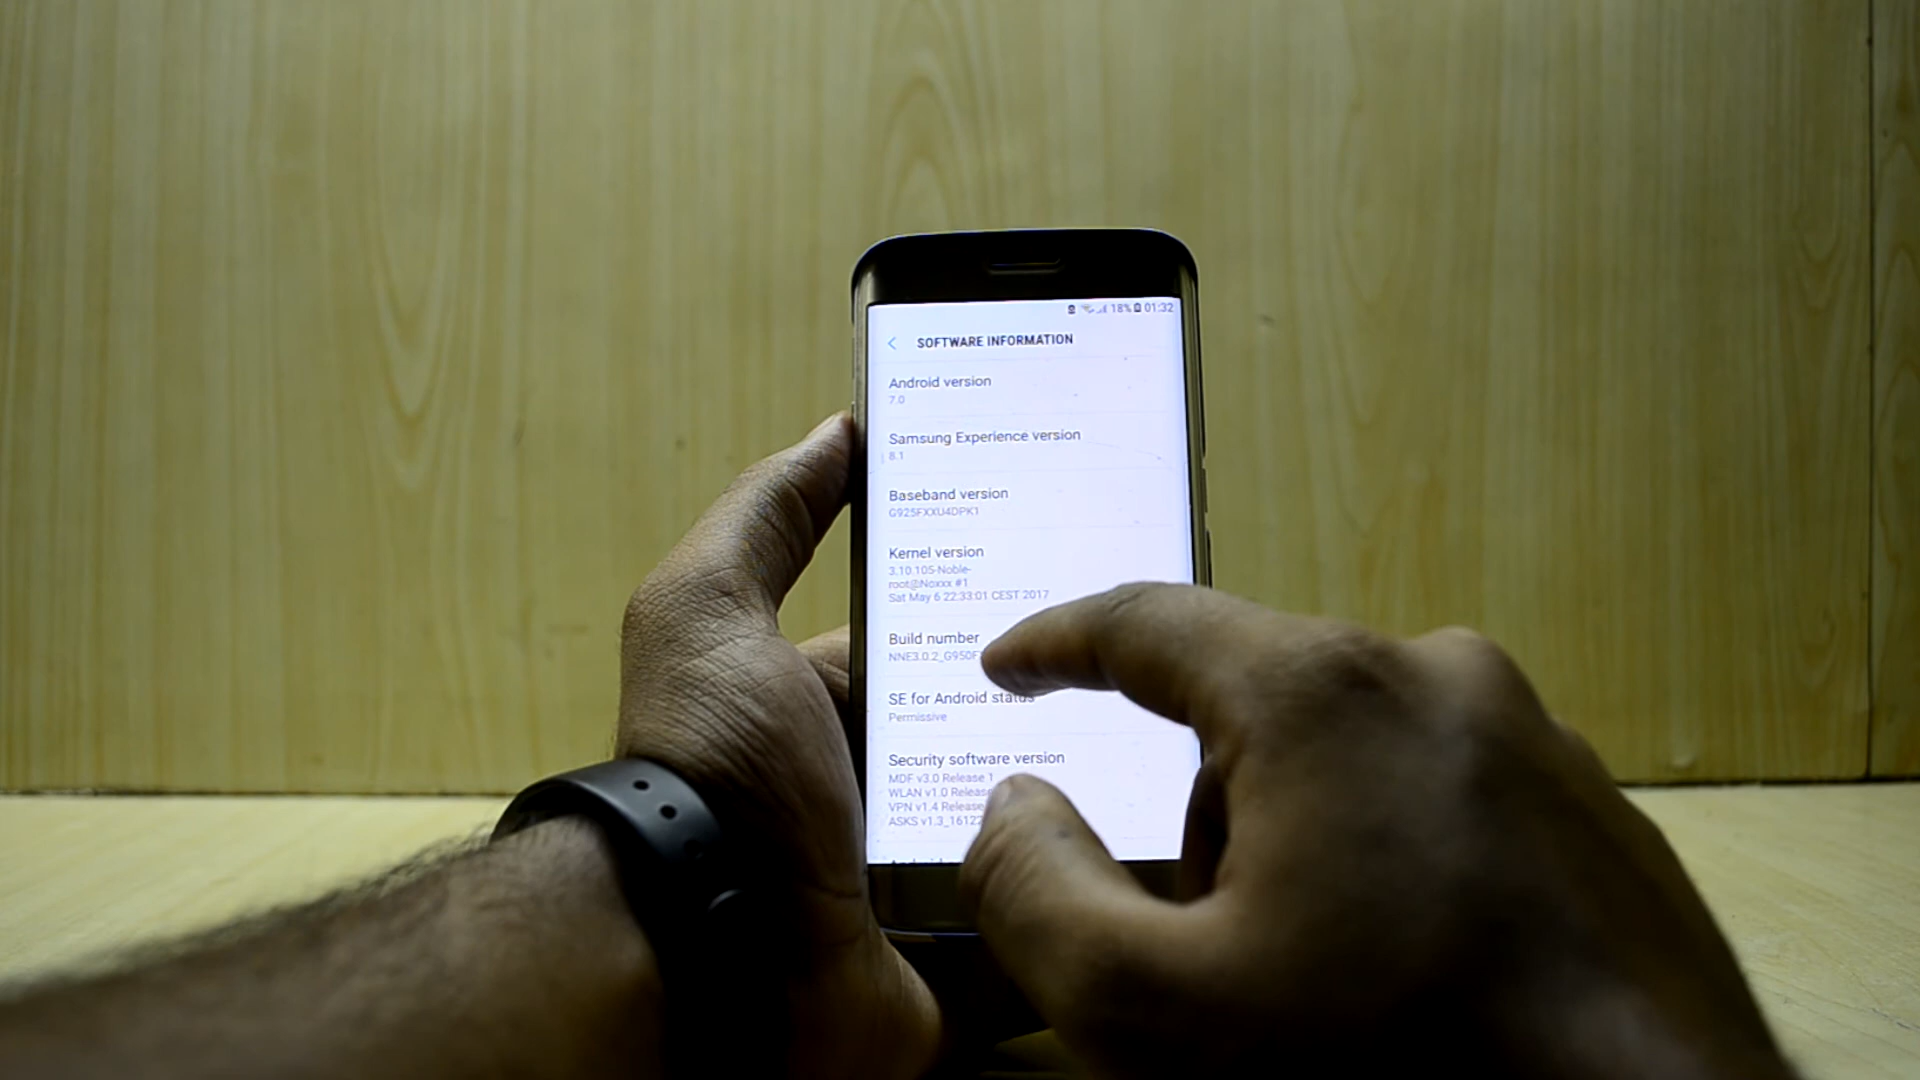 18% 01:32
SOFTWARE INFORMATION
Android version
7.0
Samsung Experience version
8.1
Baseband version
G925FXXU4DPK1
Kernel version
3.10.105-Noble-
root@Noxxx #1
Sat May 6 22:33:01 CEST 2017
Build number
NNE3.0.2_G950F
SE for Android status
Permissive
Security software version
MDF v3.0 Release 1
WLAN v1.0 Release
VPN v1.4 Release
ASKS v1.3_16122